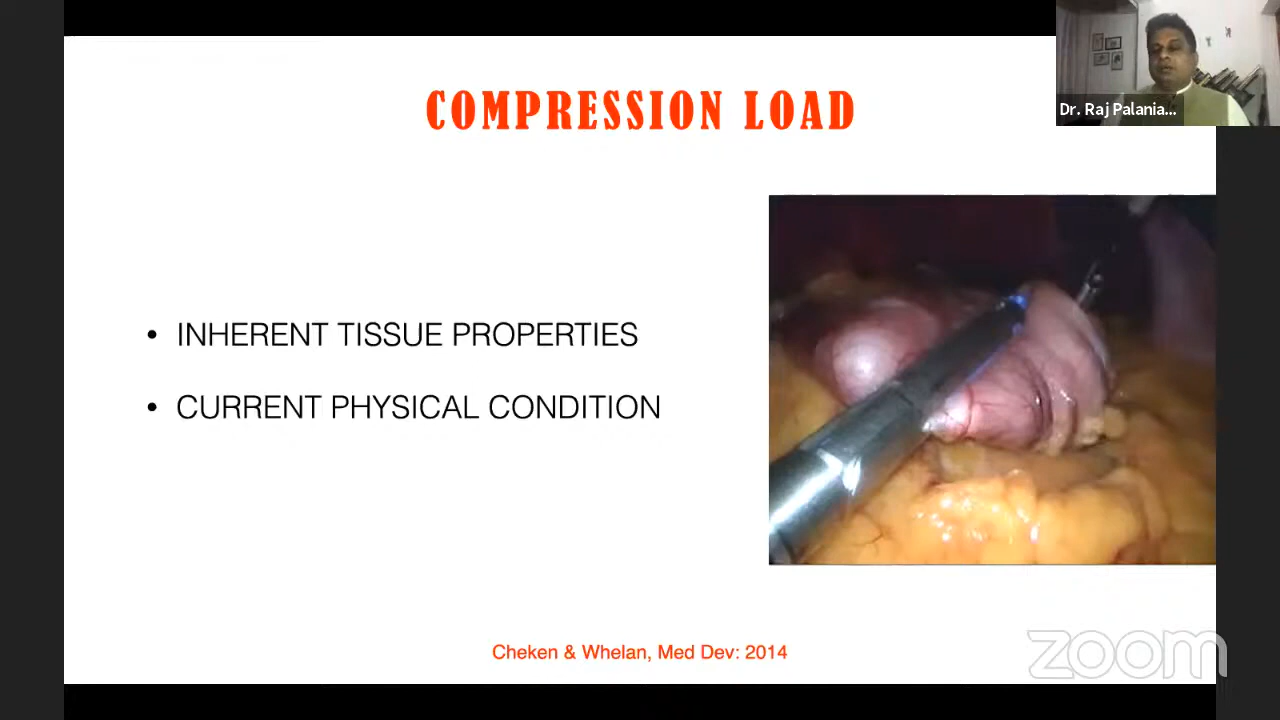 Dr. Raj Palania...
COMPRESSION LOAD
• INHERENT TISSUE PROPERTIES
• CURRENT PHYSICAL CONDITION
Cheken & Whelan, Med Dev: 2014
zoom